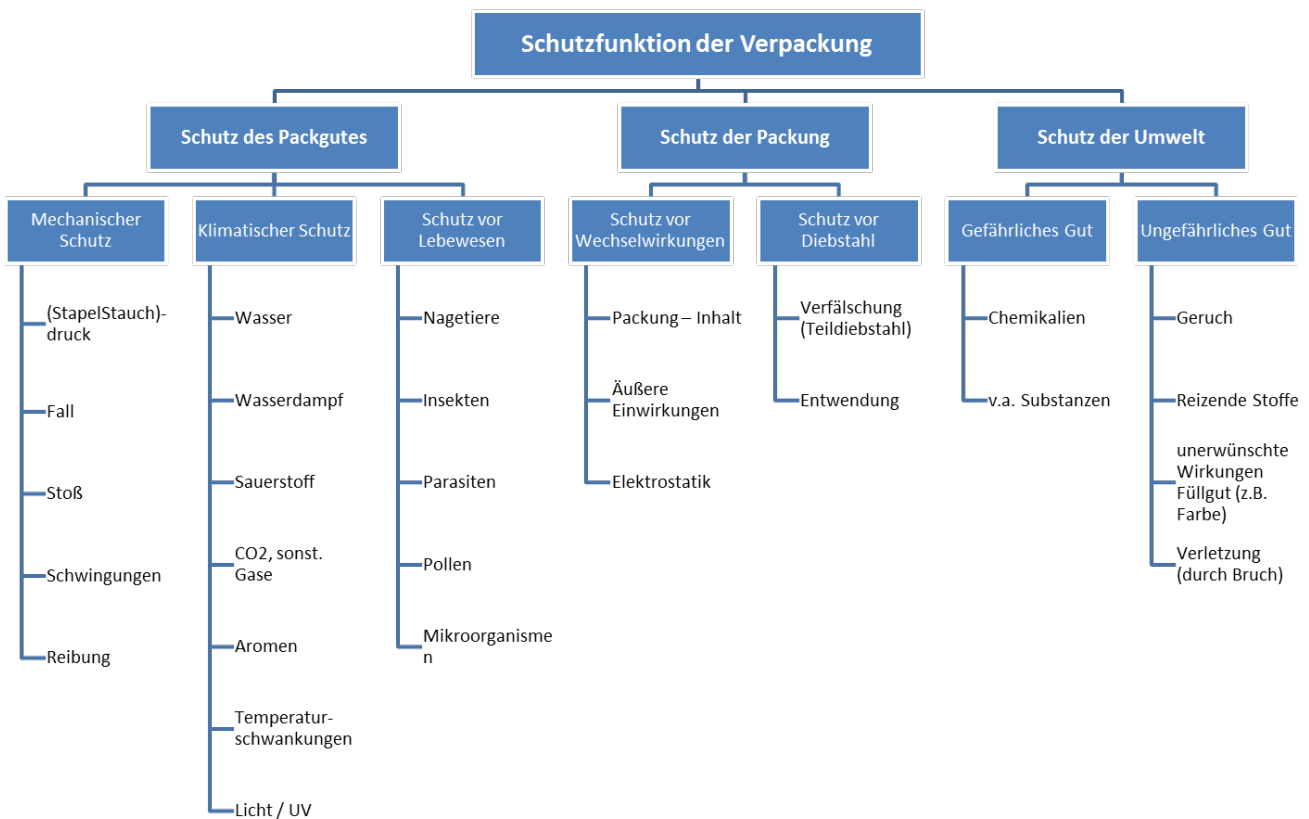 Schutzfunktion der Verpackung
Schutz des Packgutes
Schutz der Packung
Schutz der Umwelt
Mechanischer
Schutz
Klimatischer Schutz
Schutz vor
Lebewesen
Schutz vor
Wechselwirkungen
Schutz vor
Diebstahl
Gefährliches Gut
Ungefährliches Gut
(StapelStauch)-
druck
Fall
Stoß
Schwingungen
Reibung
Wasser
Wasserdampf
Sauerstoff
CO2, sonst.
Gase
Aromen
Temperatur-
schwankungen
Licht / UV
Nagetiere
Insekten
Parasiten
Pollen
Mikroorganisme
n
Packung – Inhalt
Äußere
Einwirkungen
Elektrostatik
Verfälschung
(Teildiebstahl)
Entwendung
Chemikalien
v.a. Substanzen
Geruch
Reizende Stoffe
unerwünschte
Wirkungen
Füllgut (z.B.
Farbe)
Verletzung
(durch Bruch)